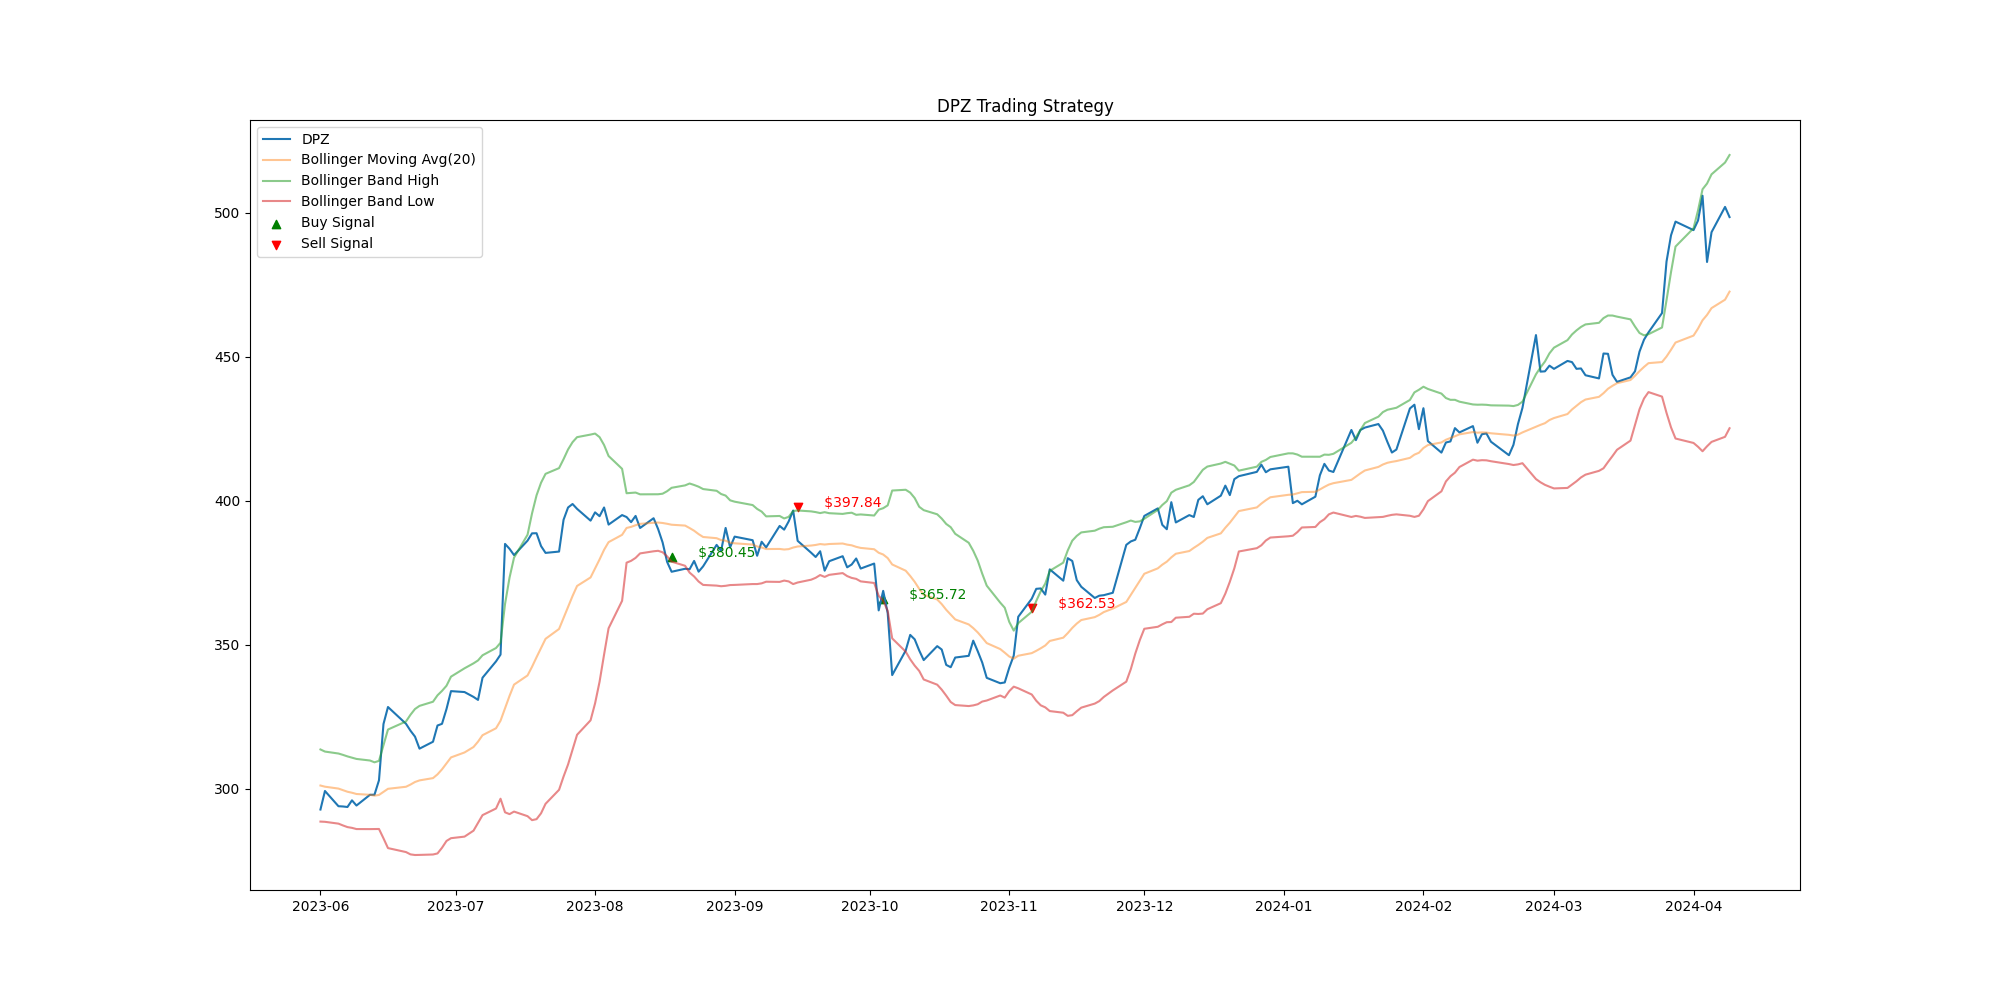 DPZ Trading Strategy
DPZ
Bollinger Moving Avg(20)
Bollinger Band High
Bollinger Band Low
Buy Signal
Sell Signal
500
450
400
350
300
$397.84
$380.45
$365.72
$362.53
2023-06 2023-07 2023-08 2023-09 2023-10 2023-11 2023-12 2024-01 2024-02 2024-03 2024-04